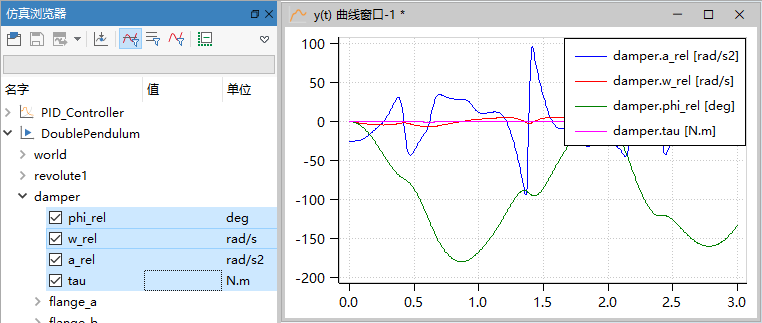 仿真浏览器
名字 值 单位
PID_Controller
DoublePendulum
world
revolute1
damper
phi_rel deg
w_rel rad/s
a_rel rad/s2
tau N.m
flange_a
flange_b
y(t) 曲线窗口-1 *
damper.a_rel [rad/s2]
damper.w_rel [rad/s]
damper.phi_rel [deg]
damper.tau [N.m]
100
50
0
-50
-100
-150
-200
0.0 0.5 1.0 1.5 2.0 2.5 3.0